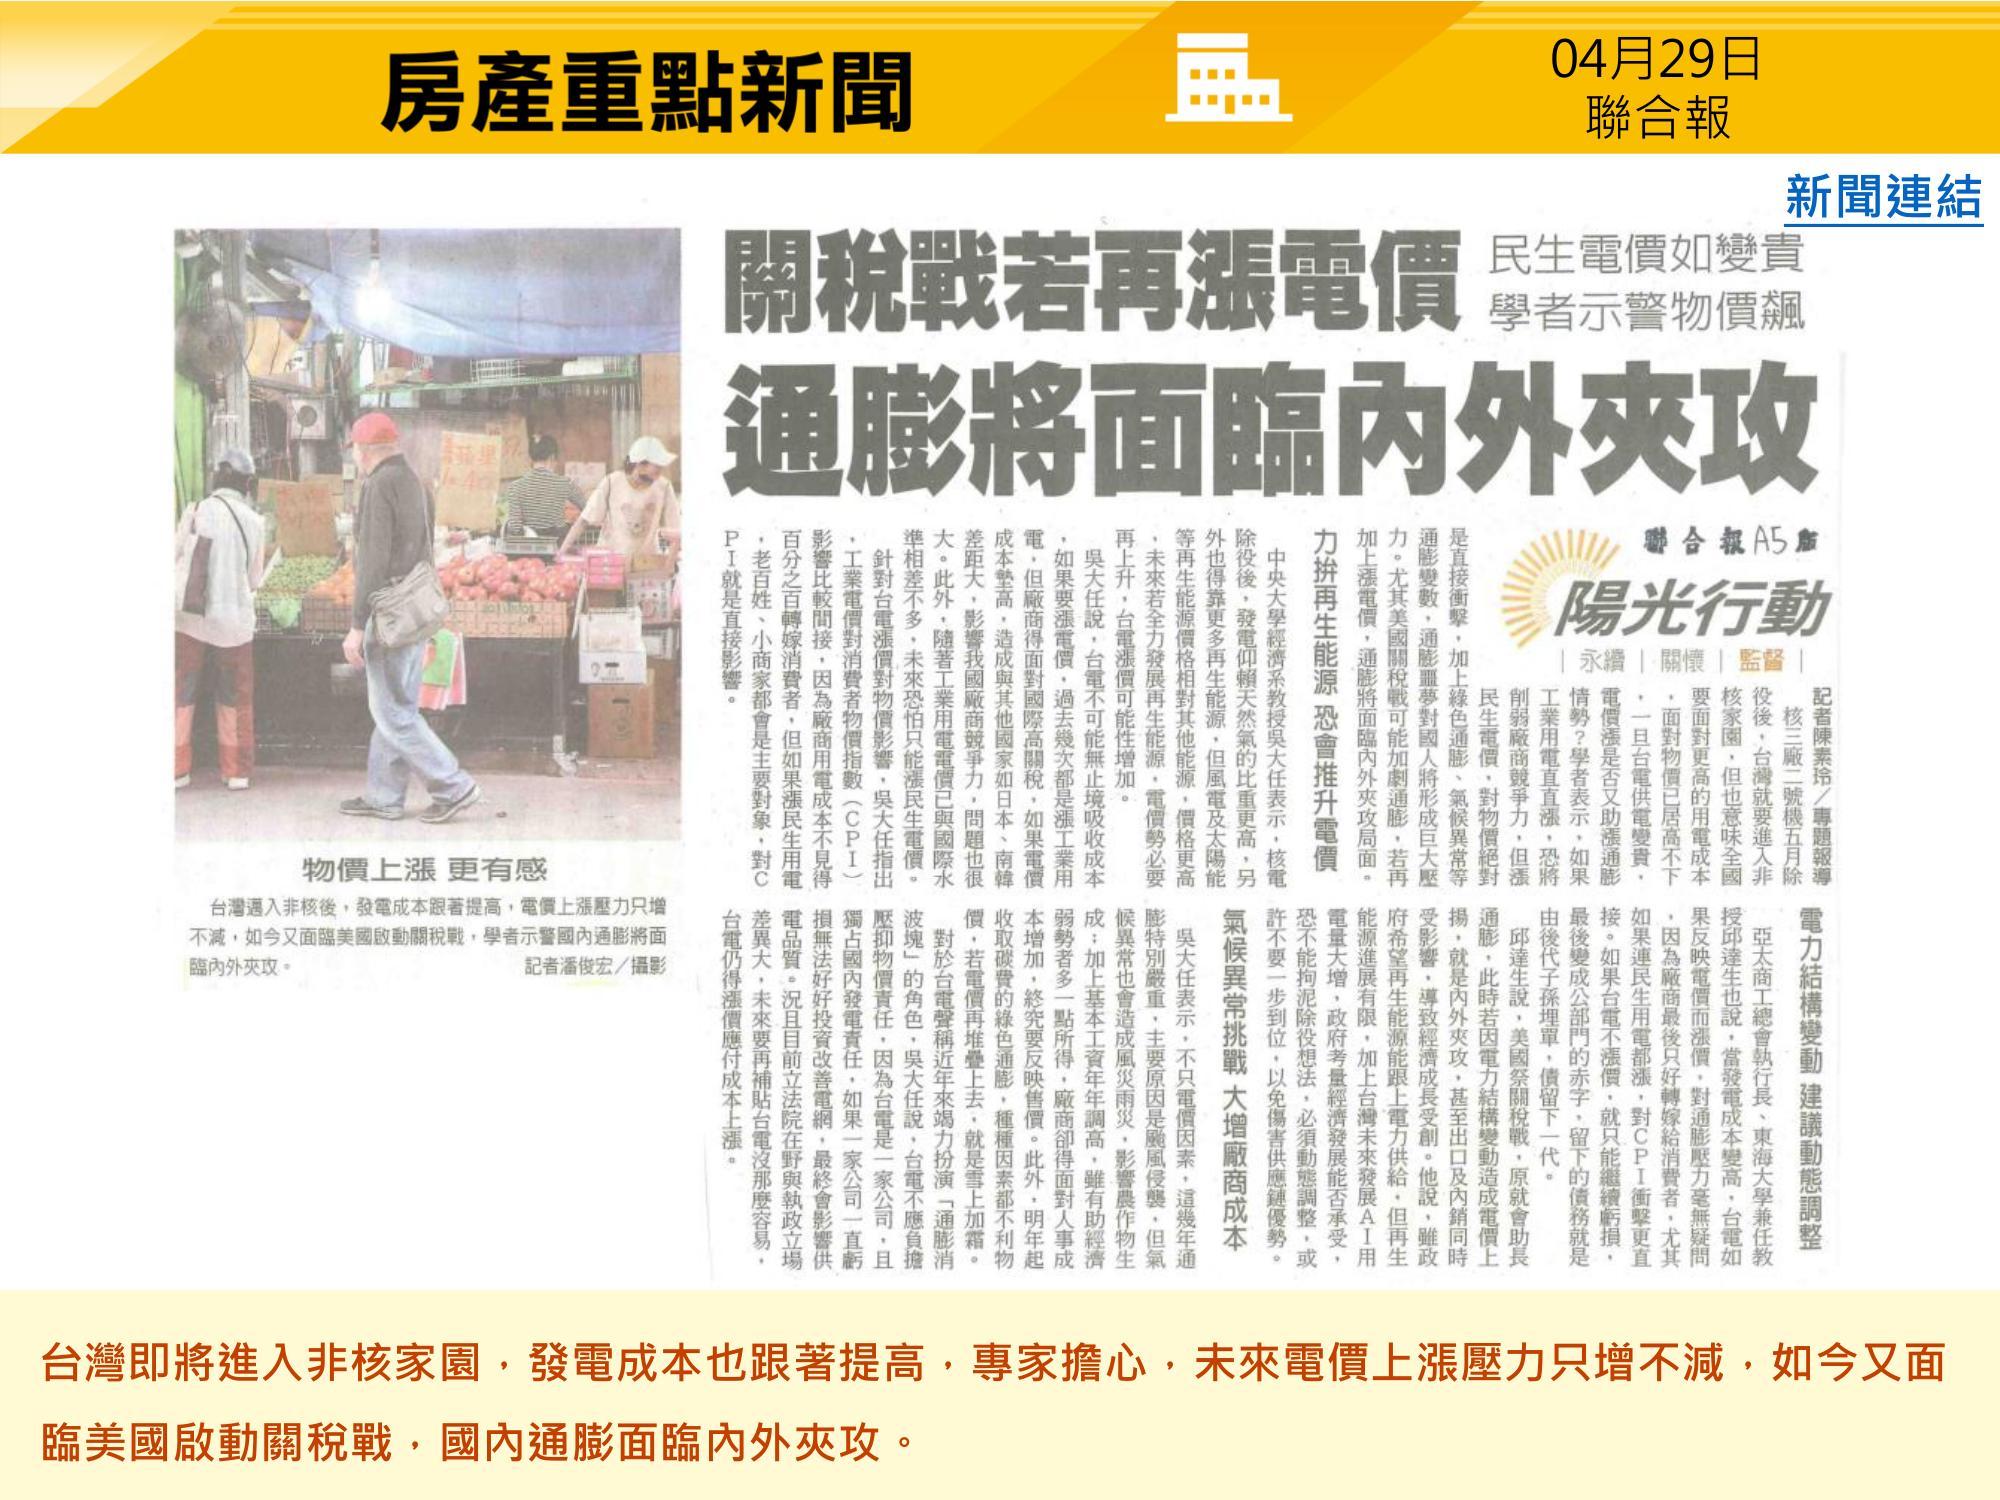 房產重點新聞
04月29日
聯合報
新聞連結
關稅戰若再漲電價
民生電價如變貴
學者示警物價飆
通膨將面臨內外夾攻
聯合報A5版
陽光行動
｜永續｜關懷｜監督｜
記者陳素玲／專題報導
核三廠二號機五月除
役後，台灣就要進入非
核家園，但也意味全國
要面對更高的用電成本
，面對物價已居高不下
，一旦台電供電變貴，
電價漲是否又助漲通膨
情勢？學者表示，如果
工業用電直直漲，恐將
削弱廠商競爭力，但漲
民生電價，對物價絕對
是直接衝擊，加上綠色通膨、氣候異常等
通膨變數，通膨噩夢對國人將形成巨大壓
力。尤其美國關稅戰可能加劇通膨，若再
加上漲電價，通膨將面臨內外夾攻局面。
力拚再生能源 恐會推升電價
中央大學經濟系教授吳大任表示，核電
除役後，發電仰賴天然氣的比重更高，另
外也得靠更多再生能源，但風電及太陽能
等再生能源價格相對其他能源，價格更高
，未來若全力發展再生能源，電價勢必要
再上升，台電漲價可能性增加。
吳大任說，台電不可能無止境吸收成本
，如果要漲電價，過去幾次都是漲工業用
電，但廠商得面對國際高關稅，如果電價
成本墊高，造成與其他國家如日本、南韓
差距大，影響我國廠商競爭力，問題也很
大。此外，隨著工業用電電價已與國際水
準相差不多，未來恐怕只能漲民生電價。
針對台電漲價對物價影響，吳大任指出
，工業電價對消費者物價指數（CPI）
影響比較間接，因為廠商用電成本不見得
百分之百轉嫁消費者，但如果漲民生用電
，老百姓、小商家都會是主要對象，對C
PI就是直接影響。
電力結構變動 建議動態調整
亞太商工總會執行長、東海大學兼任教
授邱達生也說，當發電成本變高，台電如
果反映電價而漲價，對通膨壓力毫無疑問
，因為廠商最後只好轉嫁給消費者，尤其
如果連民生用電都漲，對CPI衝擊更直
接。如果台電不漲價，就只能繼續虧損，
最後變成公部門的赤字，留下的債務就是
由後代子孫埋單，債留下一代。
邱達生說，美國祭關稅戰，原就會助長
通膨，此時若因電力結構變動造成電價上
揚，就是內外夾攻，甚至出口及內銷同時
受影響，導致經濟成長受創。他說，雖政
府希望再生能源能跟上電力供給，但再生
能源進展有限，加上台灣未來發展AI用
電量大增，政府考量經濟發展能否承受，
恐不能拘泥除役想法，必須動態調整，或
許不要一步到位，以免傷害供應鏈優勢。
氣候異常挑戰 大增廠商成本
吳大任表示，不只電價因素，這幾年通
膨特別嚴重，主要原因是颱風侵襲，但氣
候異常也會造成風災雨災，影響農作物生
成；加上基本工資年年調高，雖有助經濟
弱勢者多一點所得，廠商卻得面對人事成
本增加，終究要反映售價。此外，明年起
收取碳費的綠色通膨，種種因素都不利物
價，若電價再堆疊上去，就是雪上加霜。
對於台電聲稱近年來竭力扮演「通膨消
波塊」的角色，吳大任說，台電不應負擔
壓抑物價責任，因為台電是一家公司，且
獨占國內發電責任，如果一家公司一直虧
損無法好好投資改善電網，最終會影響供
電品質。況且目前立法院在野與執政立場
差異大，未來要再補貼台電沒那麼容易，
台電仍得漲價應付成本上漲。
物價上漲 更有感
台灣邁入非核後，發電成本跟著提高，電價上漲壓力只增
不減，如今又面臨美國啟動關稅戰，學者示警國內通膨將面
臨內外夾攻。 記者潘俊宏／攝影
台灣即將進入非核家園，發電成本也跟著提高，專家擔心，未來電價上漲壓力只增不減，如今又面
臨美國啟動關稅戰，國內通膨面臨內外夾攻。